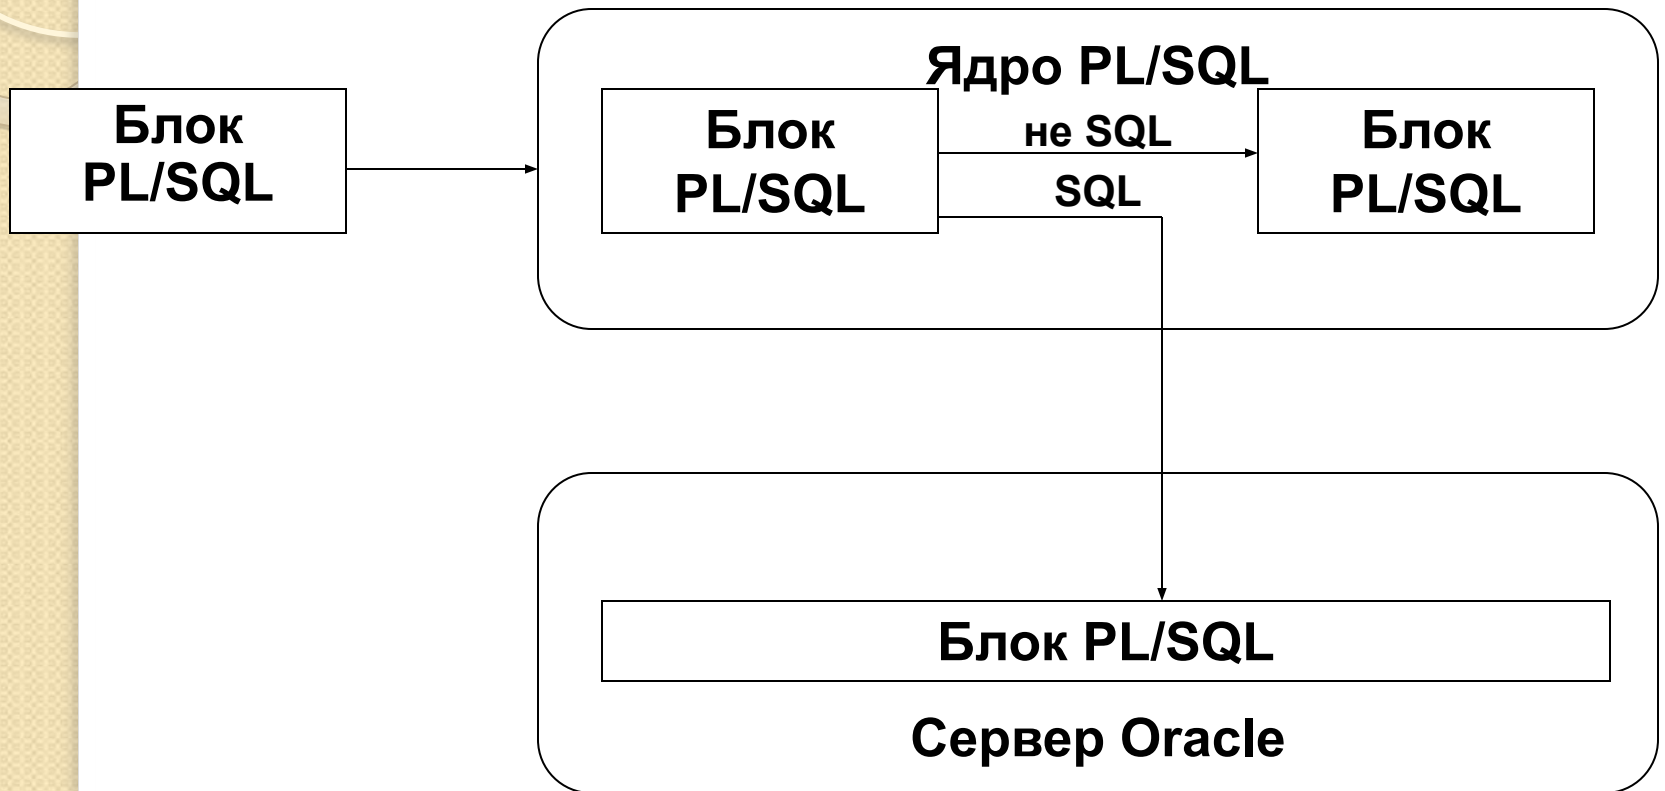 Ядро PL/SQL
Блок
PL/SQL
Блок
PL/SQL
не SQL
SQL
Блок
PL/SQL
Блок PL/SQL
Сервер Oracle